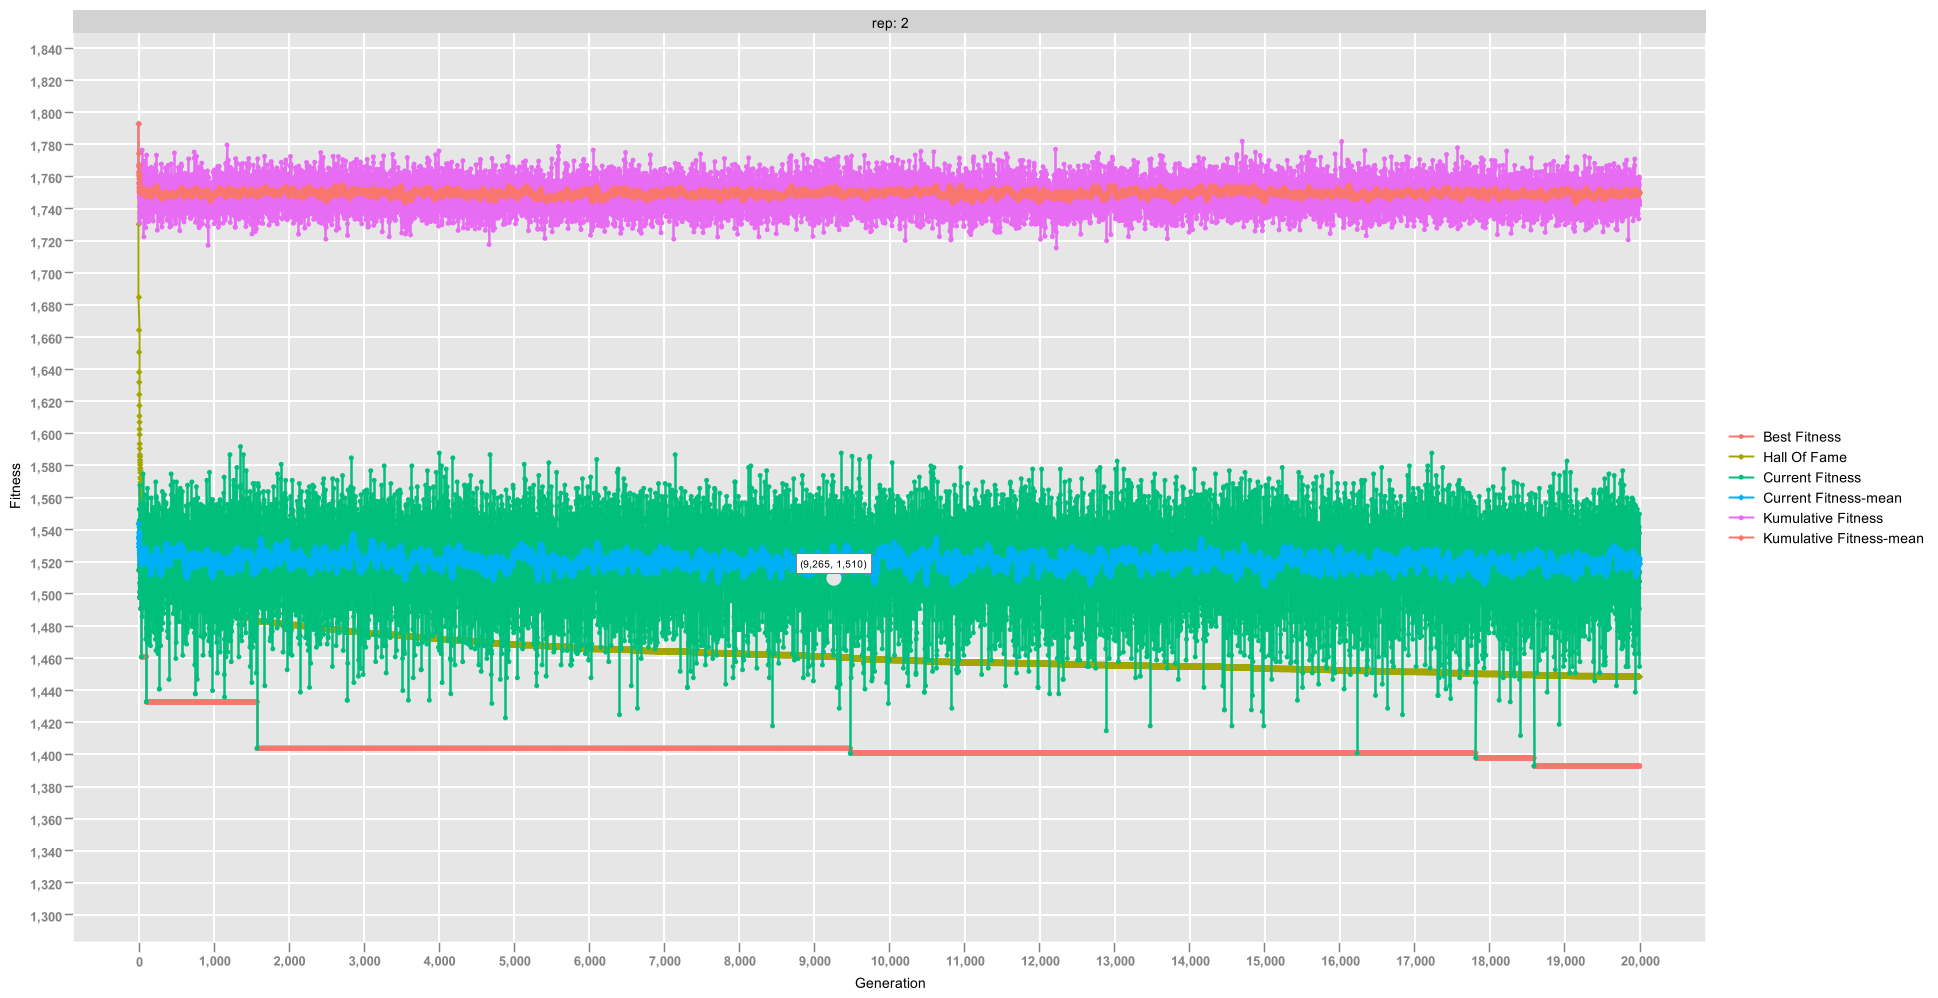 rep: 2
1,840
1,820
1,800
1,780
1,760
1,740
1,720
1,700
1,680
1,660
1,640
1,620
1,600
1,580
1,560
1,540
1,520
1,500
1,480
1,460
1,440
1,420
1,400
1,380
1,360
1,340
1,320
1,300
Fitness
(9,265, 1,510)
0 1,000 2,000 3,000 4,000 5,000 6,000 7,000 8,000 9,000 10,000 11,000 12,000 13,000 14,000 15,000 16,000 17,000 18,000 19,000 20,000
Generation
Best Fitness
Hall Of Fame
Current Fitness
Current Fitness-mean
Kumulative Fitness
Kumulative Fitness-mean